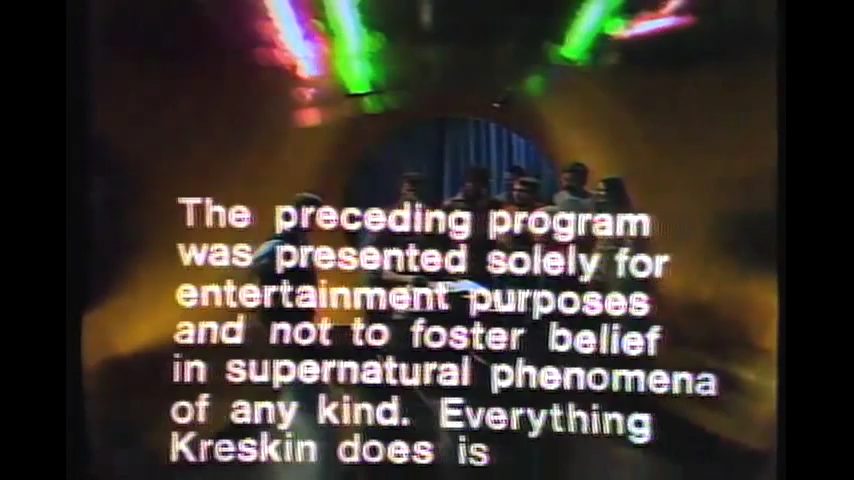 The preceding program
was presented solely for
entertainment purposes
and not to foster belief
in supernatural phenomena
of any kind. Everything
Kreskin does is